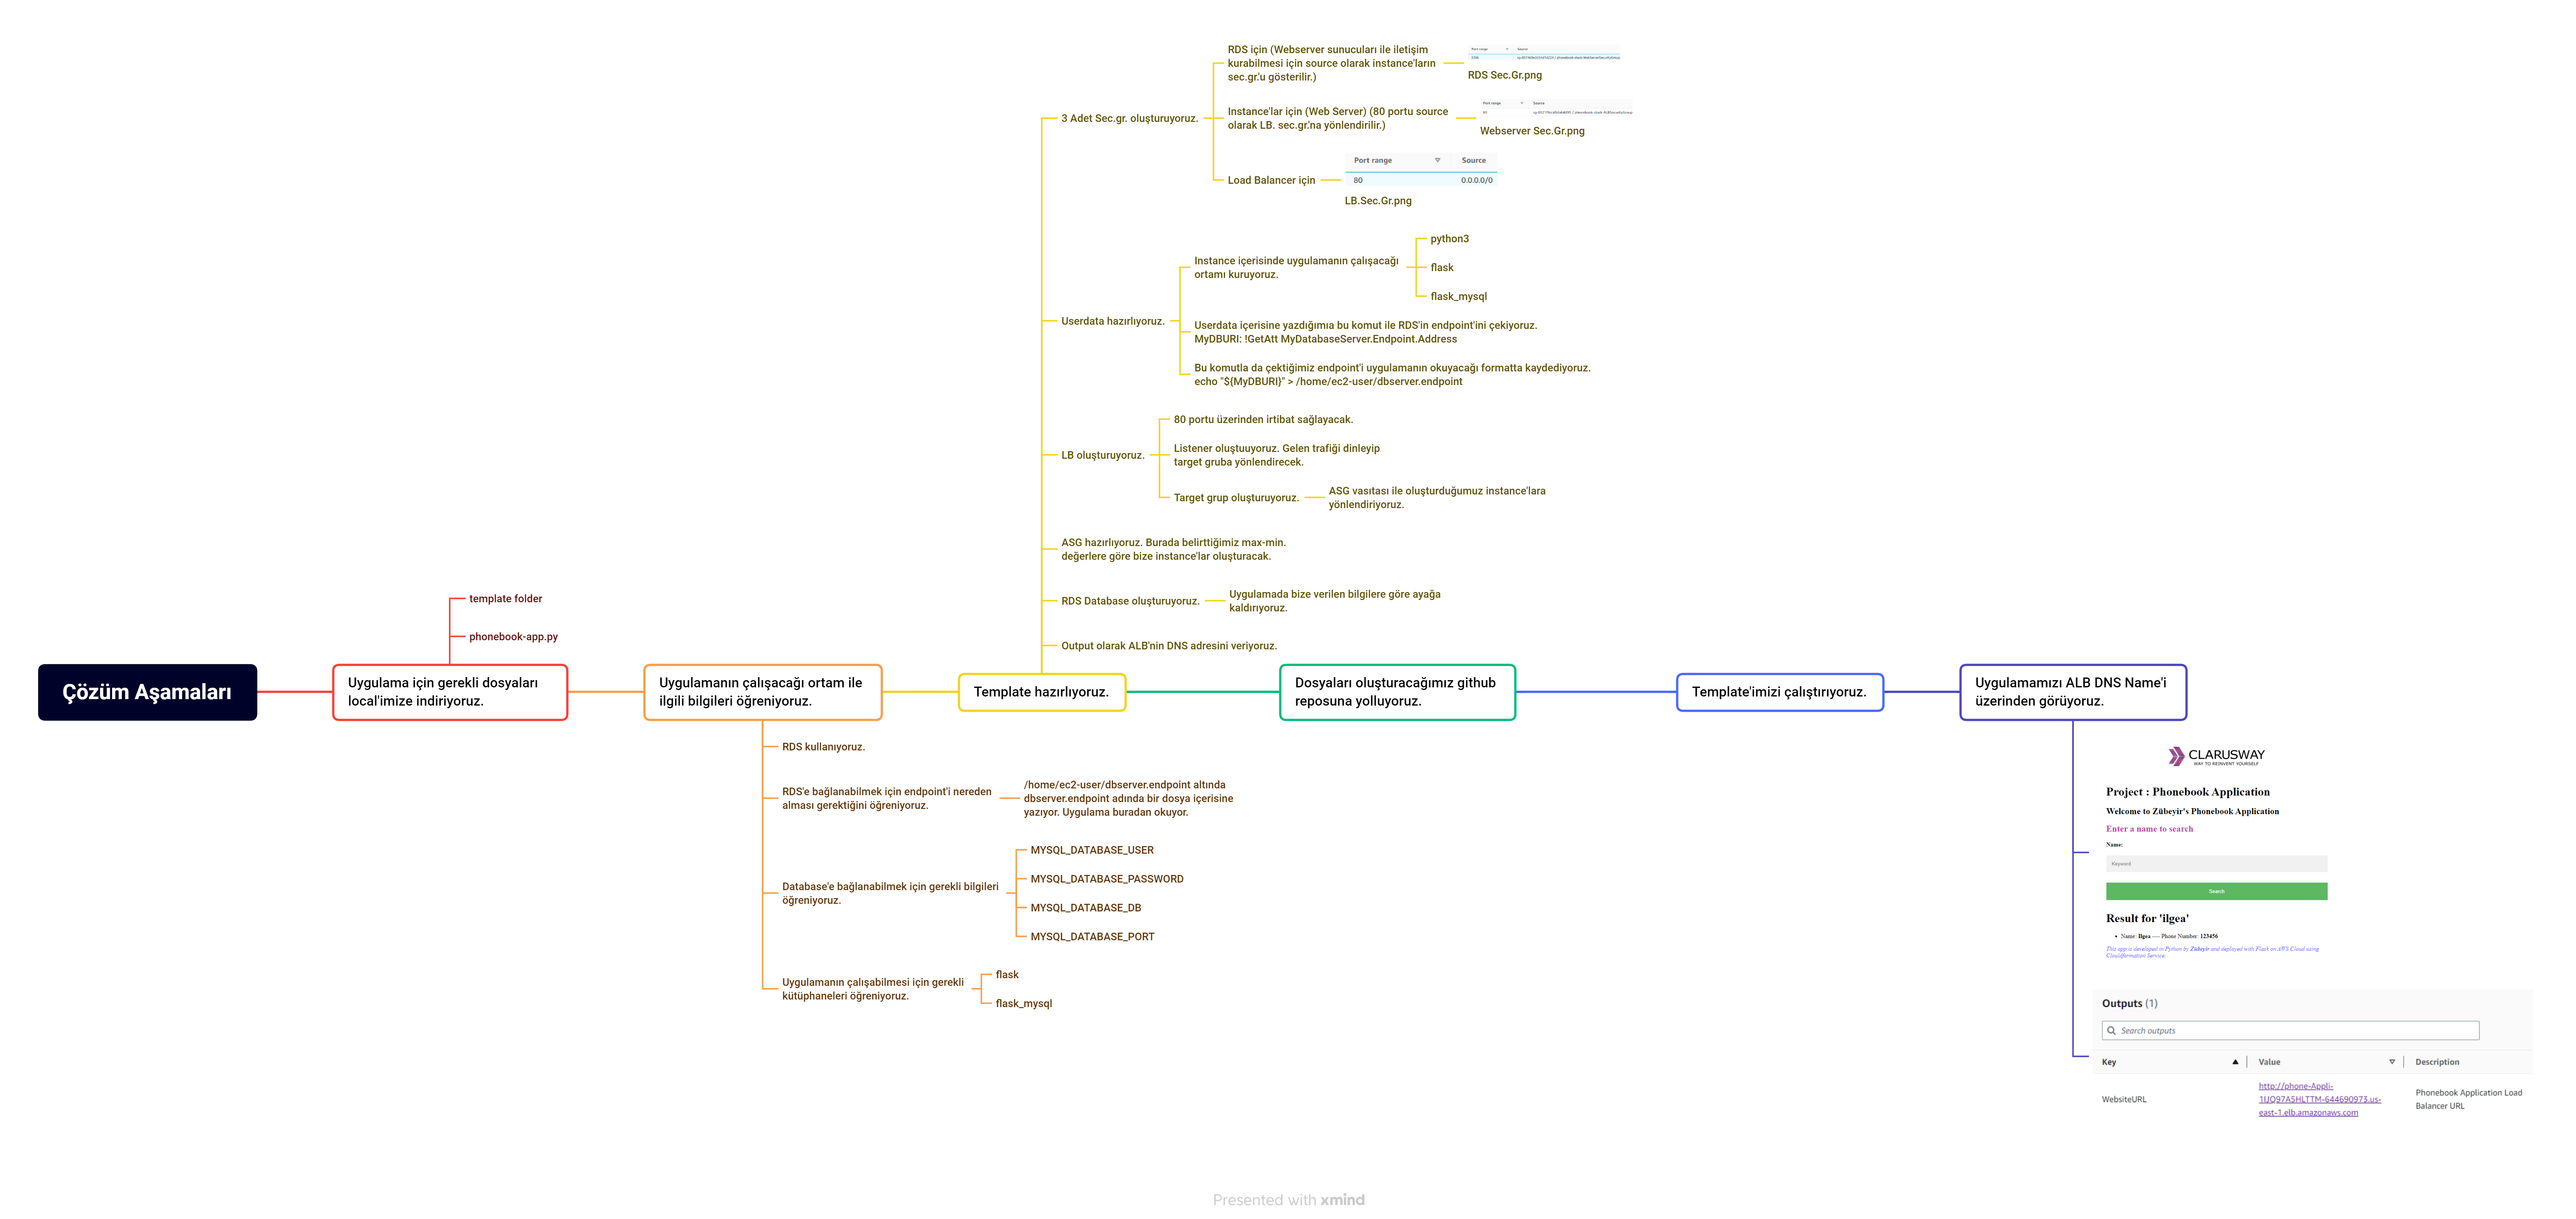 Çözüm Aşamaları
Uygulama için gerekli dosyaları
local'imize indiriyoruz.
template folder
phonebook-app.py
Uygulamanın çalışacağı ortam ile
ilgili bilgileri öğreniyoruz.
RDS kullanıyoruz.
RDS'e bağlanabilmek için endpoint'i nereden
alması gerektiğini öğreniyoruz.
/home/ec2-user/dbserver.endpoint altında
dbserver.endpoint adında bir dosya içerisine
yazıyor. Uygulama buradan okuyor.
Database'e bağlanabilmek için gerekli bilgileri
öğreniyoruz.
MYSQL_DATABASE_USER
MYSQL_DATABASE_PASSWORD
MYSQL_DATABASE_DB
MYSQL_DATABASE_PORT
Uygulamanın çalışabilmesi için gerekli
kütüphaneleri öğreniyoruz.
flask
flask_mysql
Template hazırlıyoruz.
3 Adet Sec.gr. oluşturuyoruz.
RDS için (Webserver sunucuları ile iletişim
kurabilmesi için source olarak instance'ların
sec.gr.'u gösterilir.)
Port range Source
RDS Sec.Gr.png
Instance'lar için (Web Server) (80 portu source
olarak LB. sec.gr.'na yönlendirilir.)
Port range Source
Webserver Sec.Gr.png
Load Balancer için
Port range Source
80 0.0.0.0/0
LB.Sec.Gr.png
Userdata hazırlıyoruz.
Instance içerisinde uygulamanın çalışacağı
ortamı kuruyoruz.
python3
flask
flask_mysql
Userdata içerisine yazdığımıa bu komut ile RDS'in endpoint'ini çekiyoruz.
MyDBURI: !GetAtt MyDatabaseServer.Endpoint.Address
Bu komutla da çektiğimiz endpoint'i uygulamanın okuyacağı formatta kaydediyoruz.
echo "${MyDBURI}" > /home/ec2-user/dbserver.endpoint
LB oluşturuyoruz.
80 portu üzerinden irtibat sağlayacak.
Listener oluştuuyoruz. Gelen trafiği dinleyip
target gruba yönlendirecek.
Target grup oluşturuyoruz.
ASG vasıtası ile oluşturduğumuz instance'lara
yönlendiriyoruz.
ASG hazırlıyoruz. Burada belirttiğimiz max-min.
değerlere göre bize instance'lar oluşturacak.
RDS Database oluşturuyoruz.
Uygulamada bize verilen bilgilere göre ayağa
kaldırıyoruz.
Output olarak ALB'nin DNS adresini veriyoruz.
Dosyaları oluşturacağımız github
reposuna yolluyoruz.
Template'imizi çalıştırıyoruz.
Uygulamamızı ALB DNS Name'i
üzerinden görüyoruz.
CLARUSWAY
WAY TO REINVENT YOURSELF
Project : Phonebook Application
Welcome to Zübeyir's Phonebook Application
Enter a name to search
Name:
Keyword
Search
Result for 'ilgea'
Name: Ilgea ---- Phone Number: 123456
This app is developed in Python by Zübeyir and deployed with Flask on AWS Cloud using
Cloudformation Service.
Outputs (1)
Search outputs
Key Value Description
WebsiteURL
http://phone-Appli-
1IJQ97A5HLTTM-644690973.us-
east-1.elb.amazonaws.com
Phonebook Application Load
Balancer URL
Presented with xmind